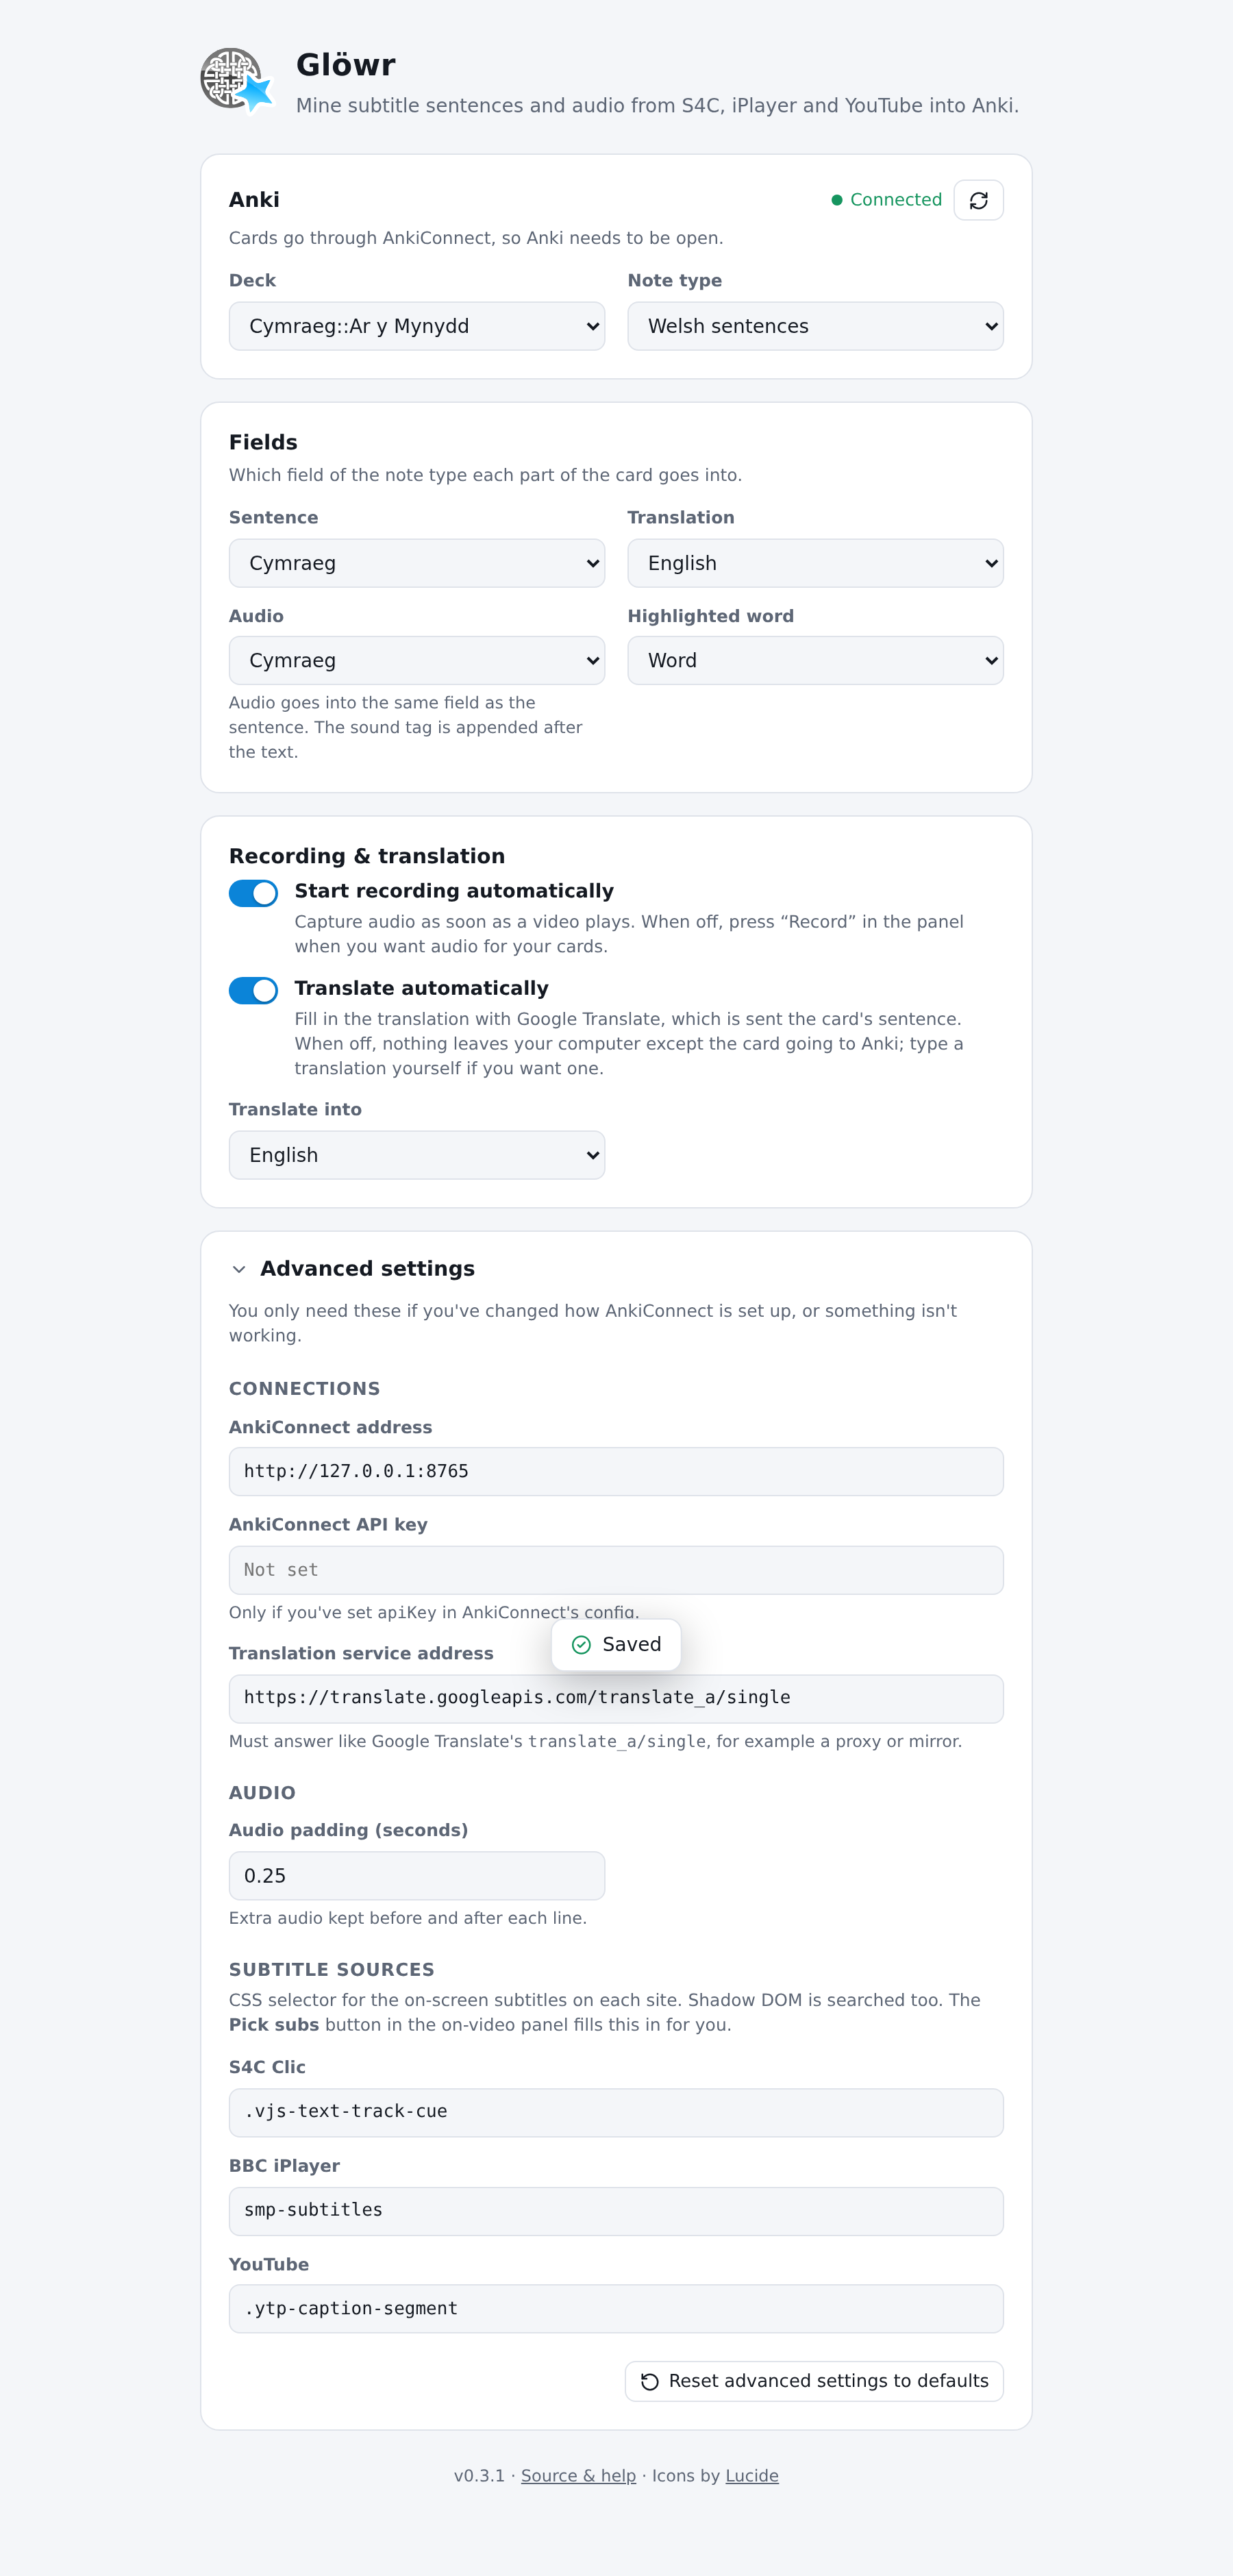 Glöwr
Mine subtitle sentences and audio from S4C, iPlayer and YouTube into Anki.
Anki
Connected
Cards go through AnkiConnect, so Anki needs to be open.
Deck
Note type
Cymraeg::Ar y Mynydd
Welsh sentences
Fields
Which field of the note type each part of the card goes into.
Sentence
Translation
Cymraeg
English
Audio
Highlighted word
Cymraeg
Word
Audio goes into the same field as the
sentence. The sound tag is appended after
the text.
Recording & translation
Start recording automatically
Capture audio as soon as a video plays. When off, press “Record” in the panel
when you want audio for your cards.
Translate automatically
Fill in the translation with Google Translate, which is sent the card's sentence.
When off, nothing leaves your computer except the card going to Anki; type a
translation yourself if you want one.
Translate into
English
Advanced settings
You only need these if you've changed how AnkiConnect is set up, or something isn't
working.
CONNECTIONS
AnkiConnect address
http://127.0.0.1:8765
AnkiConnect API key
Not set
Only if you've set apiKey in AnkiConnect's config.
Saved
Translation service address
https://translate.googleapis.com/translate_a/single
Must answer like Google Translate's translate_a/single, for example a proxy or mirror.
AUDIO
Audio padding (seconds)
0.25
Extra audio kept before and after each line.
SUBTITLE SOURCES
CSS selector for the on-screen subtitles on each site. Shadow DOM is searched too. The
Pick subs button in the on-video panel fills this in for you.
S4C Clic
.vjs-text-track-cue
BBC iPlayer
smp-subtitles
YouTube
.ytp-caption-segment
Reset advanced settings to defaults
v0.3.1 · Source & help · Icons by Lucide